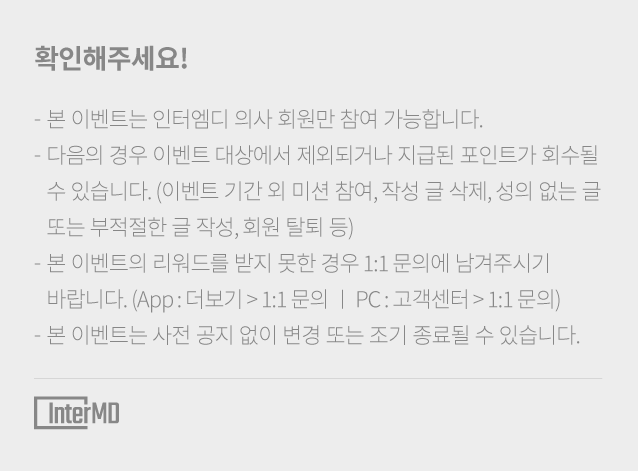 확인해주세요!
- 본 이벤트는 인터엠디 의사 회원만 참여 가능합니다.
- 다음의 경우 이벤트 대상에서 제외되거나 지급된 포인트가 회수될
수 있습니다. (이벤트 기간 외 미션 참여, 작성 글 삭제, 성의 없는 글
또는 부적절한 글 작성, 회원 탈퇴 등)
- 본 이벤트의 리워드를 받지 못한 경우 1:1 문의에 남겨주시기
바랍니다. (App : 더보기 > 1:1 문의 ㅣ PC : 고객센터 > 1:1 문의)
- 본 이벤트는 사전 공지 없이 변경 또는 조기 종료될 수 있습니다.
InterMD